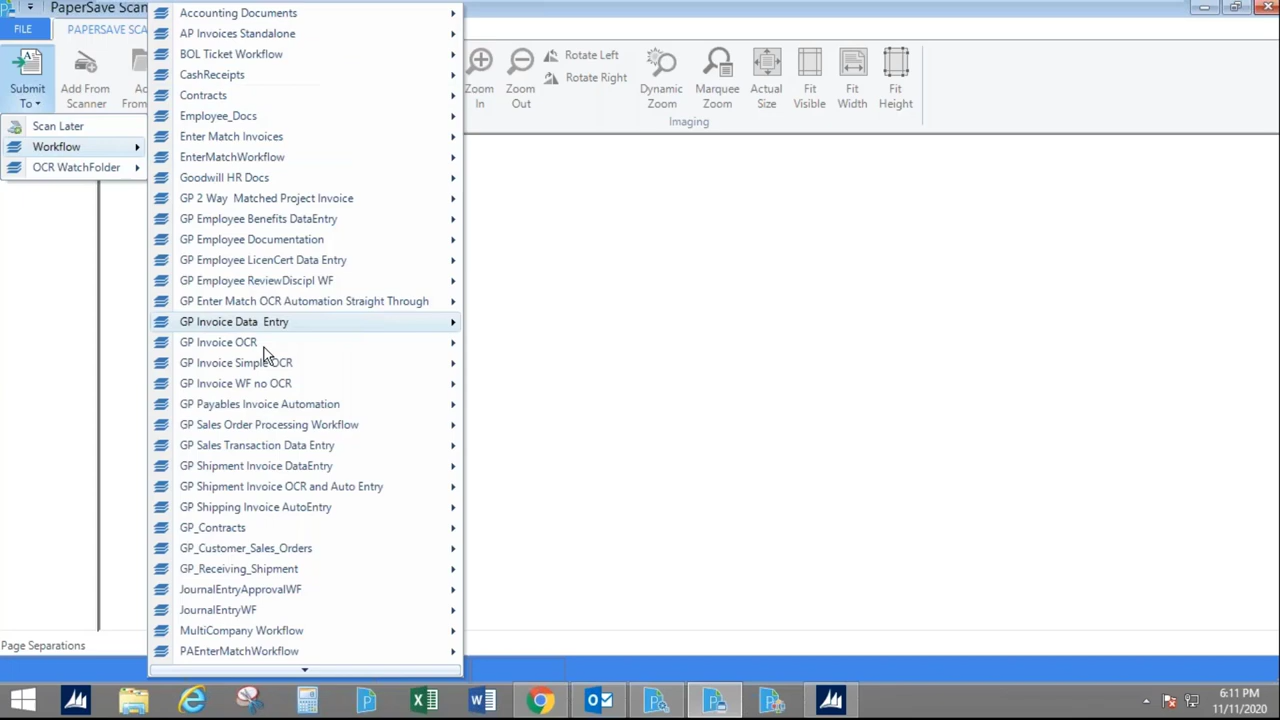 PaperSave Scan
FILE
PAPERSAVE SCA
Submit
To
Add From
Scanner
Ac
From
Zoom
In
Zoom
Out
Rotate Left
Rotate Right
Dynamic
Zoom
Marquee
Zoom
Actual
Size
Fit
Visible
Fit
Width
Fit
Height
Imaging
Scan Later
Workflow
OCR WatchFolder
Accounting Documents
AP Invoices Standalone
BOL Ticket Workflow
CashReceipts
Contracts
Employee_Docs
Enter Match Invoices
EnterMatchWorkflow
Goodwill HR Docs
GP 2 Way Matched Project Invoice
GP Employee Benefits DataEntry
GP Employee Documentation
GP Employee LicenCert Data Entry
GP Employee ReviewDiscipl WF
GP Enter Match OCR Automation Straight Through
GP Invoice Data Entry
GP Invoice OCR
GP Invoice Simple OCR
GP Invoice WF no OCR
GP Payables Invoice Automation
GP Sales Order Processing Workflow
GP Sales Transaction Data Entry
GP Shipment Invoice DataEntry
GP Shipment Invoice OCR and Auto Entry
GP Shipping Invoice AutoEntry
GP_Contracts
GP_Customer_Sales_Orders
GP_Receiving_Shipment
JournalEntryApprovalWF
JournalEntryWF
MultiCompany Workflow
PAEnterMatchWorkflow
Page Separations
6:11 PM
11/11/2020